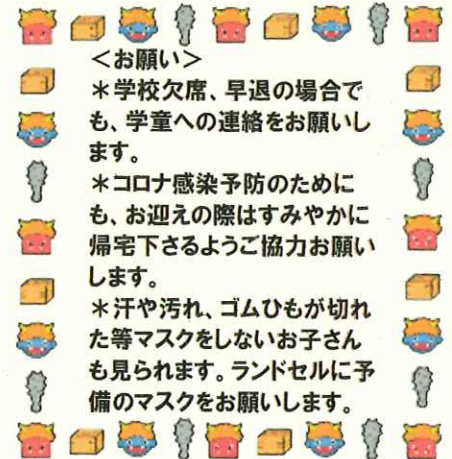 ＜お願い＞
＊学校欠席、早退の場合で
も、学童への連絡をお願いし
ます。
＊コロナ感染予防のために
も、お迎えの際はすみやかに
帰宅下さるようご協力お願い
します。
＊汗や汚れ、ゴムひもが切れ
た等マスクをしないお子さん
も見られます。ランドセルに予
備のマスクをお願いします。